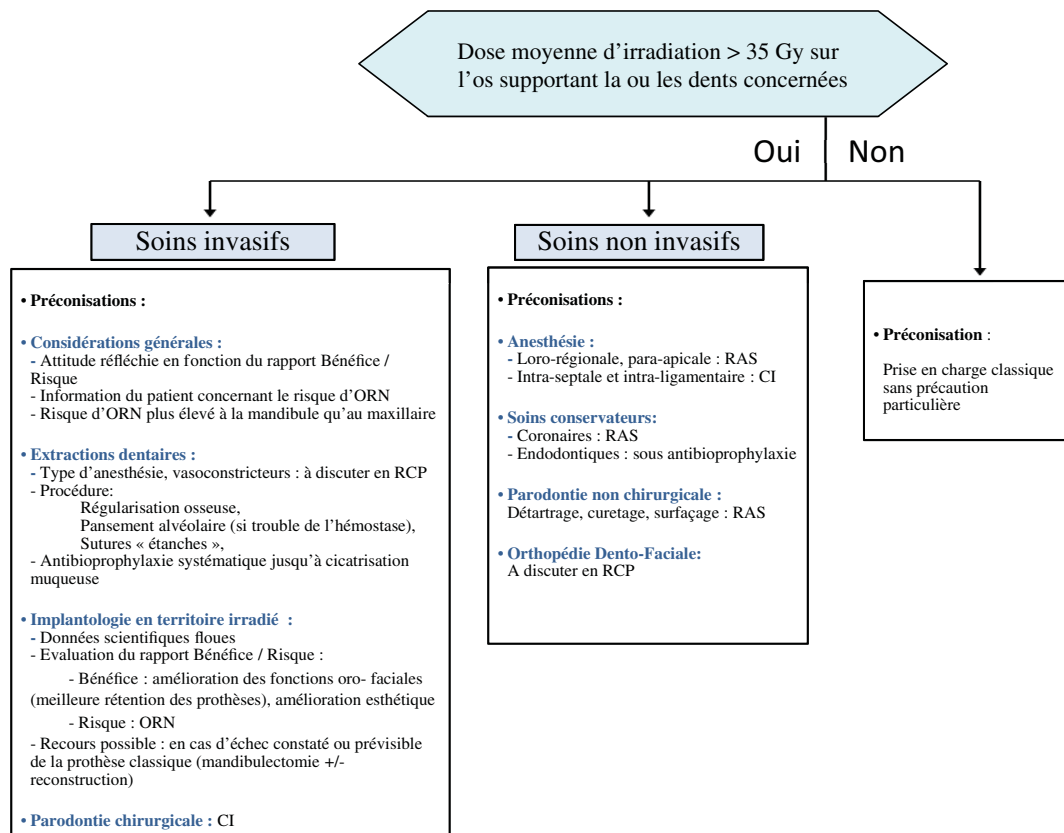 Dose moyenne d'irradiation > 35 Gy sur
l'os supportant la ou les dents concernées
Oui
Non
Soins invasifs
• Préconisations :
• Considérations générales :
- Attitude réfléchie en fonction du rapport Bénéfice /
Risque
- Information du patient concernant le risque d'ORN
- Risque d'ORN plus élevé à la mandibule qu'au maxillaire
• Extractions dentaires :
- Type d'anesthésie, vasoconstricteurs : à discuter en RCP
- Procédure:
Régularisation osseuse,
Pansement alvéolaire (si trouble de l'hémostase),
Sutures « étanches »,
- Antibioprophylaxie systématique jusqu'à cicatrisation
muqueuse
• Implantologie en territoire irradié :
- Données scientifiques floues
- Evaluation du rapport Bénéfice / Risque :
- Bénéfice : amélioration des fonctions oro- faciales
(meilleure rétention des prothèses), amélioration esthétique
- Risque : ORN
- Recours possible : en cas d'échec constaté ou prévisible
de la prothèse classique (mandibulectomie +/-
reconstruction)
• Parodontie chirurgicale : CI
Soins non invasifs
• Préconisations :
• Anesthésie :
- Loro-régionale, para-apicale : RAS
- Intra-septale et intra-ligamentaire : CI
• Soins conservateurs:
- Coronaires : RAS
- Endodontiques : sous antibioprophylaxie
• Parodontie non chirurgicale :
Détartrage, curetage, surfaçage : RAS
• Orthopédie Dento-Faciale:
A discuter en RCP
• Préconisation :
Prise en charge classique
sans précaution
particulière